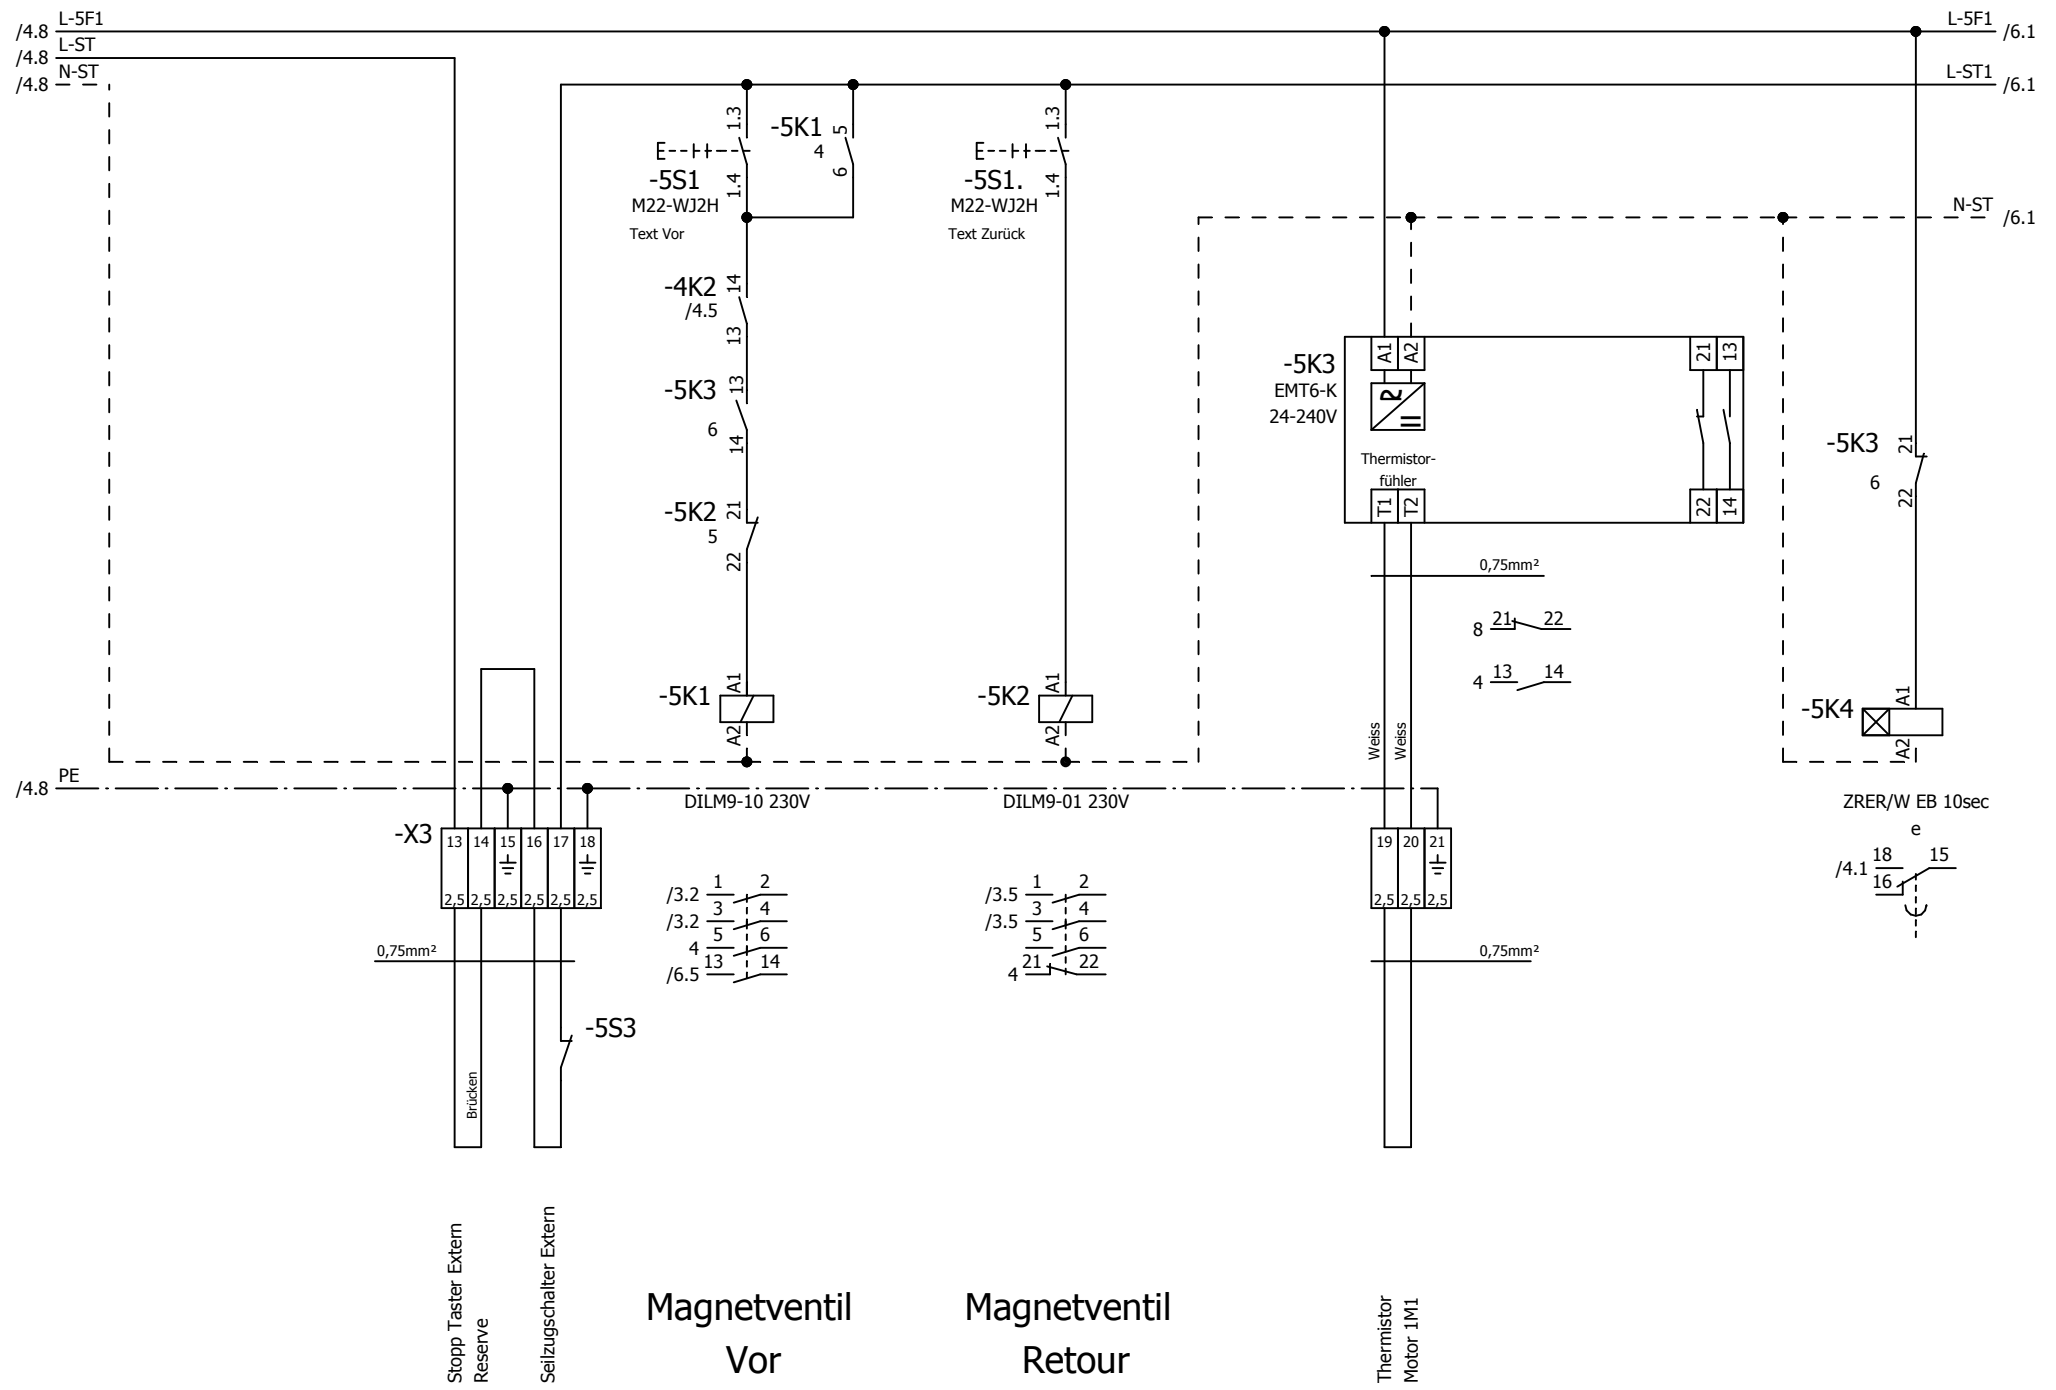 L-5F1
/4.8
L-ST
/4.8
N-ST
/4.8
L-5F1
/6.1
L-ST1
/6.1
N-ST
/6.1
1.3
-5S1
1.4
M22-WJ2H
Text Vor
-5K1
5
4
6
1.3
-5S1.
1.4
M22-WJ2H
Text Zurück
-4K2
14
/4.5
13
-5K3
13
6
14
-5K2
21
5
22
-5K1
A1
A2
-5K2
A1
A2
-5K3
EMT6-K
24-240V
A1
A2
21
13
Thermistor-
fühler
T1
T2
22
14
0,75mm²
8
21
22
4
13
14
Weiss
Weiss
-5K3
21
6
22
-5K4
A1
A2
PE
/4.8
DILM9-10 230V
DILM9-01 230V
ZRER/W EB 10sec
e
/4.1
18
15
16
-X3
13
14
15
16
17
18
2,5
2,5
2,5
2,5
2,5
2,5
19
20
21
2,5
2,5
2,5
/3.2
1
2
/3.2
3
4
4
5
6
/6.5
13
14
/3.5
1
2
/3.5
3
4
5
6
4
21
22
0,75mm²
0,75mm²
-5S3
Brücken
Stopp Taster Extern
Reserve
Seilzugschalter Extern
Magnetventil
Vor
Magnetventil
Retour
Thermistor
Motor 1M1